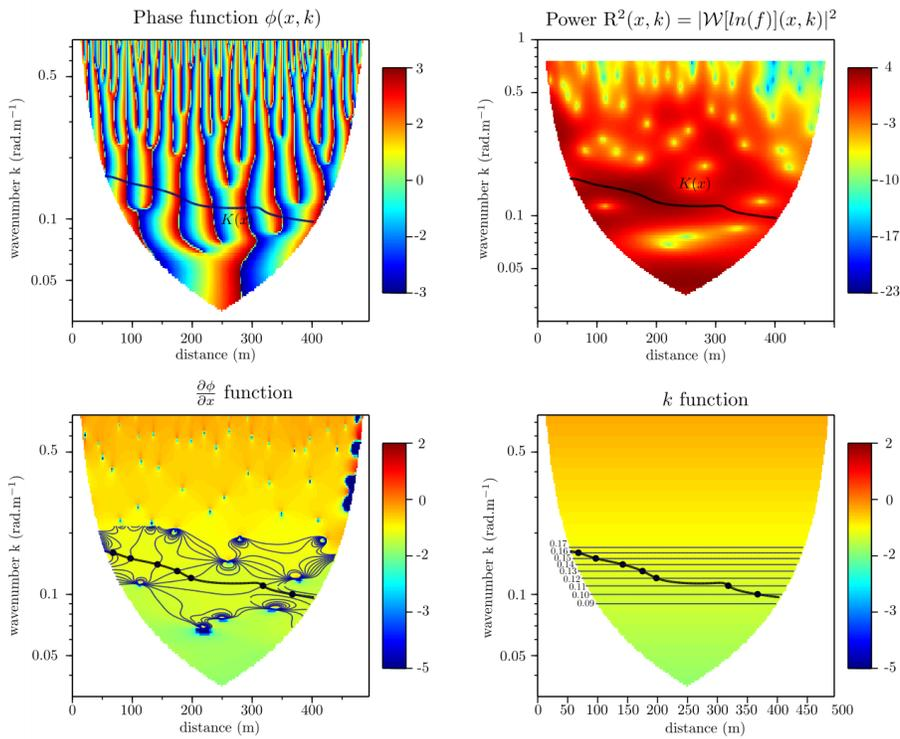 Phase function ϕ(x, k)
wavenumber k (rad.m⁻¹)
0.5
0.1
0.05
K(x
0 100 200 300 400
distance (m)
3
2
0
-2
-3
Power R²(x, k) = |𝒲[ln(f)](x, k)|²
wavenumber k (rad.m⁻¹)
1
0.5
0.1
0.05
K(x)
0 100 200 300 400
distance (m)
4
-3
-10
-17
-23
∂ϕ/∂x function
wavenumber k (rad.m⁻¹)
0.5
0.1
0.05
0 100 200 300 400
distance (m)
2
0
-2
-3
-5
k function
wavenumber k (rad.m⁻¹)
0.5
0.1
0.05
0.17
0.16
0.15
0.14
0.13
0.12
0.11
0.10
0.09
0 50 100 150 200 250 300 350 400 450 500
distance (m)
2
0
-2
-3
-5